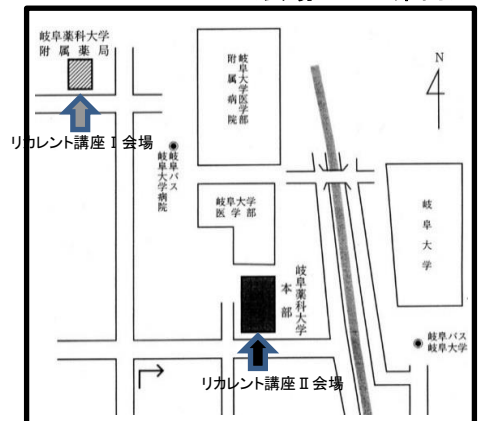 岐阜薬科大学
附属薬局
リカレント講座Ⅰ会場
岐阜大学医学部
附属病院
N
岐阜バス
岐阜大学病院
岐阜大学
医学部
岐阜大学
岐阜薬科大学
本部
岐阜バス
岐阜大学
リカレント講座Ⅱ会場